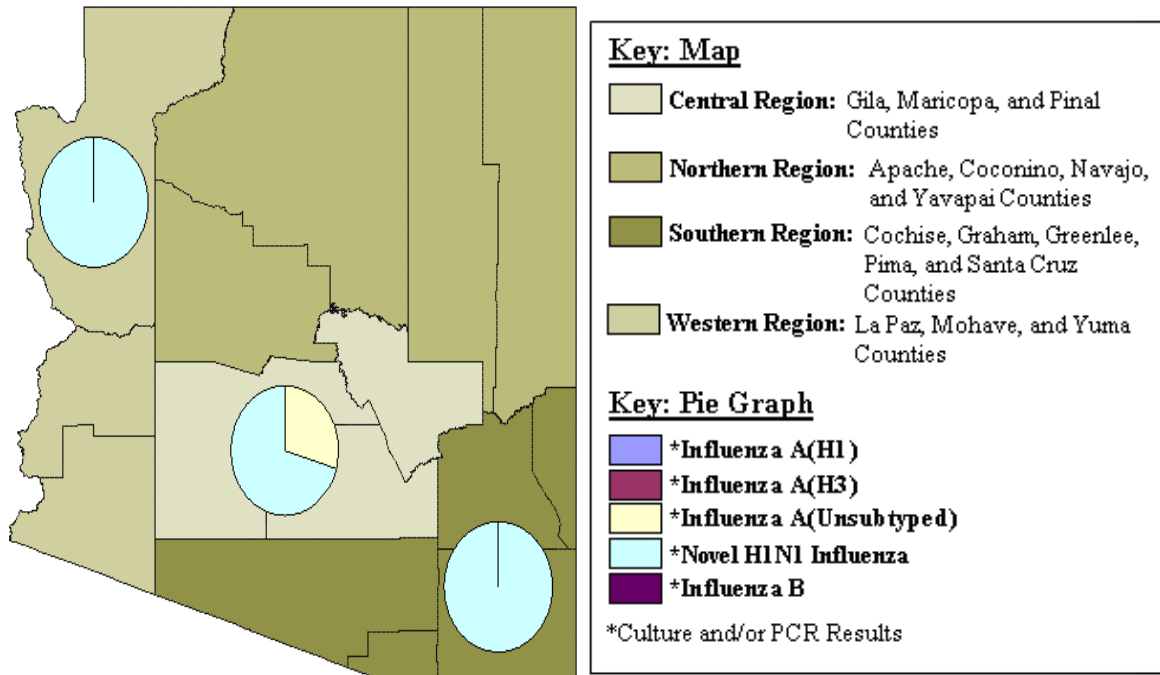 Key: Map
Central Region: Gila, Maricopa, and Pinal
Counties
Northern Region: Apache, Coconino, Navajo,
and Yavapai Counties
Southern Region: Cochise, Graham, Greenlee,
Pima, and Santa Cruz
Counties
Western Region: La Paz, Mohave, and Yuma
Counties
Key: Pie Graph
*Influenza A(H1)
*Influenza A(H3)
*Influenza A(Unsubtyped)
*Novel H1N1 Influenza
*Influenza B
*Culture and/or PCR Results